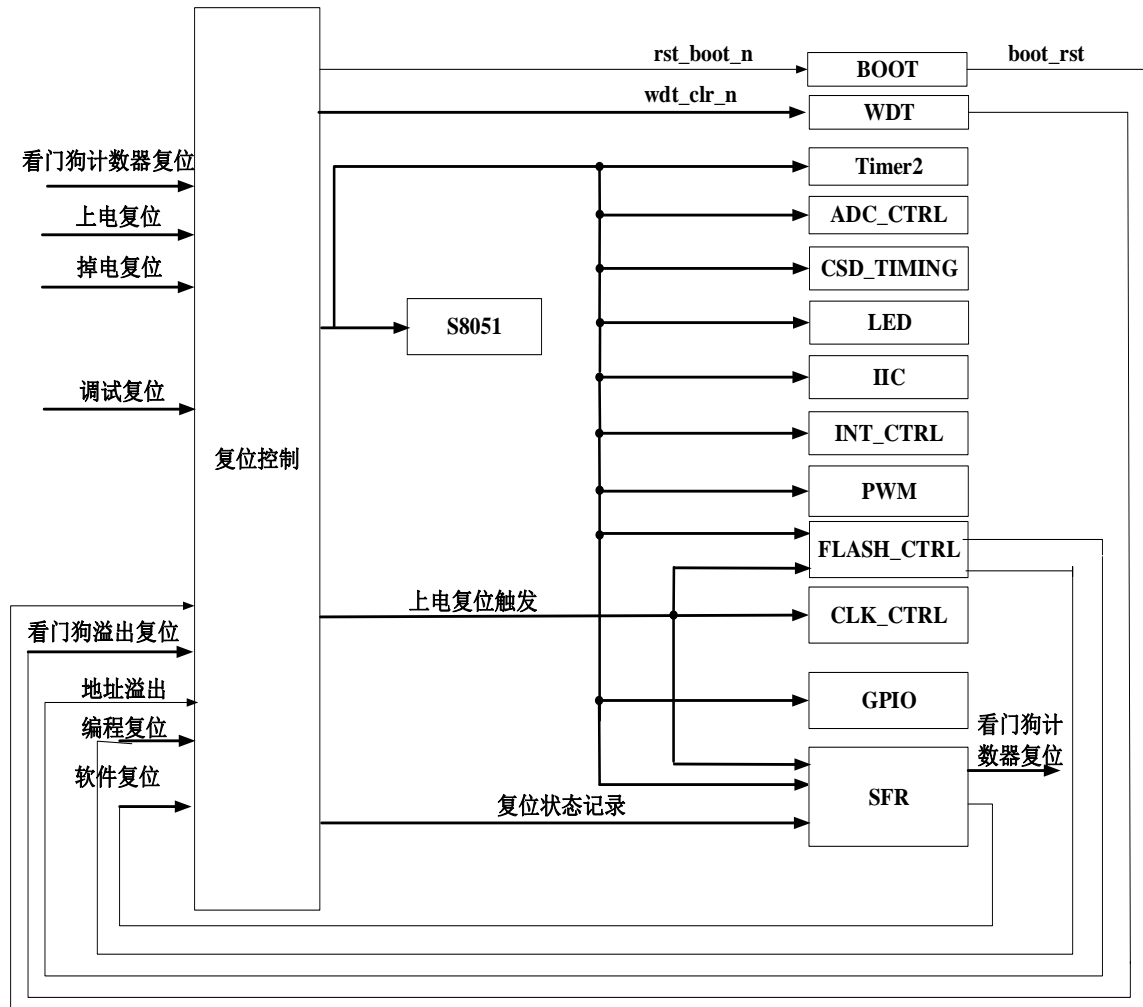 rst_boot_n
BOOT
boot_rst
wdt_clr_n
WDT
看门狗计数器复位
Timer2
上电复位
ADC_CTRL
掉电复位
CSD_TIMING
S8051
LED
调试复位
IIC
复位控制
INT_CTRL
PWM
FLASH_CTRL
上电复位触发
CLK_CTRL
看门狗溢出复位
地址溢出
GPIO
编程复位
看门狗计
数器复位
软件复位
SFR
复位状态记录